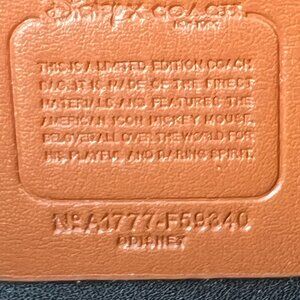 DISNEY X COACH
THIS IS A LIMITED-EDITION COACH
BAG. IT IS MADE OF THE FINEST
MATERIALS AND FEATURES THE
AMERICAN ICON MICKEY MOUSE,
BELOVED ALL OVER THE WORLD FOR
HIS PLAYFUL AND DARING SPIRIT.
Nº A1777-F59340
©DISNEY